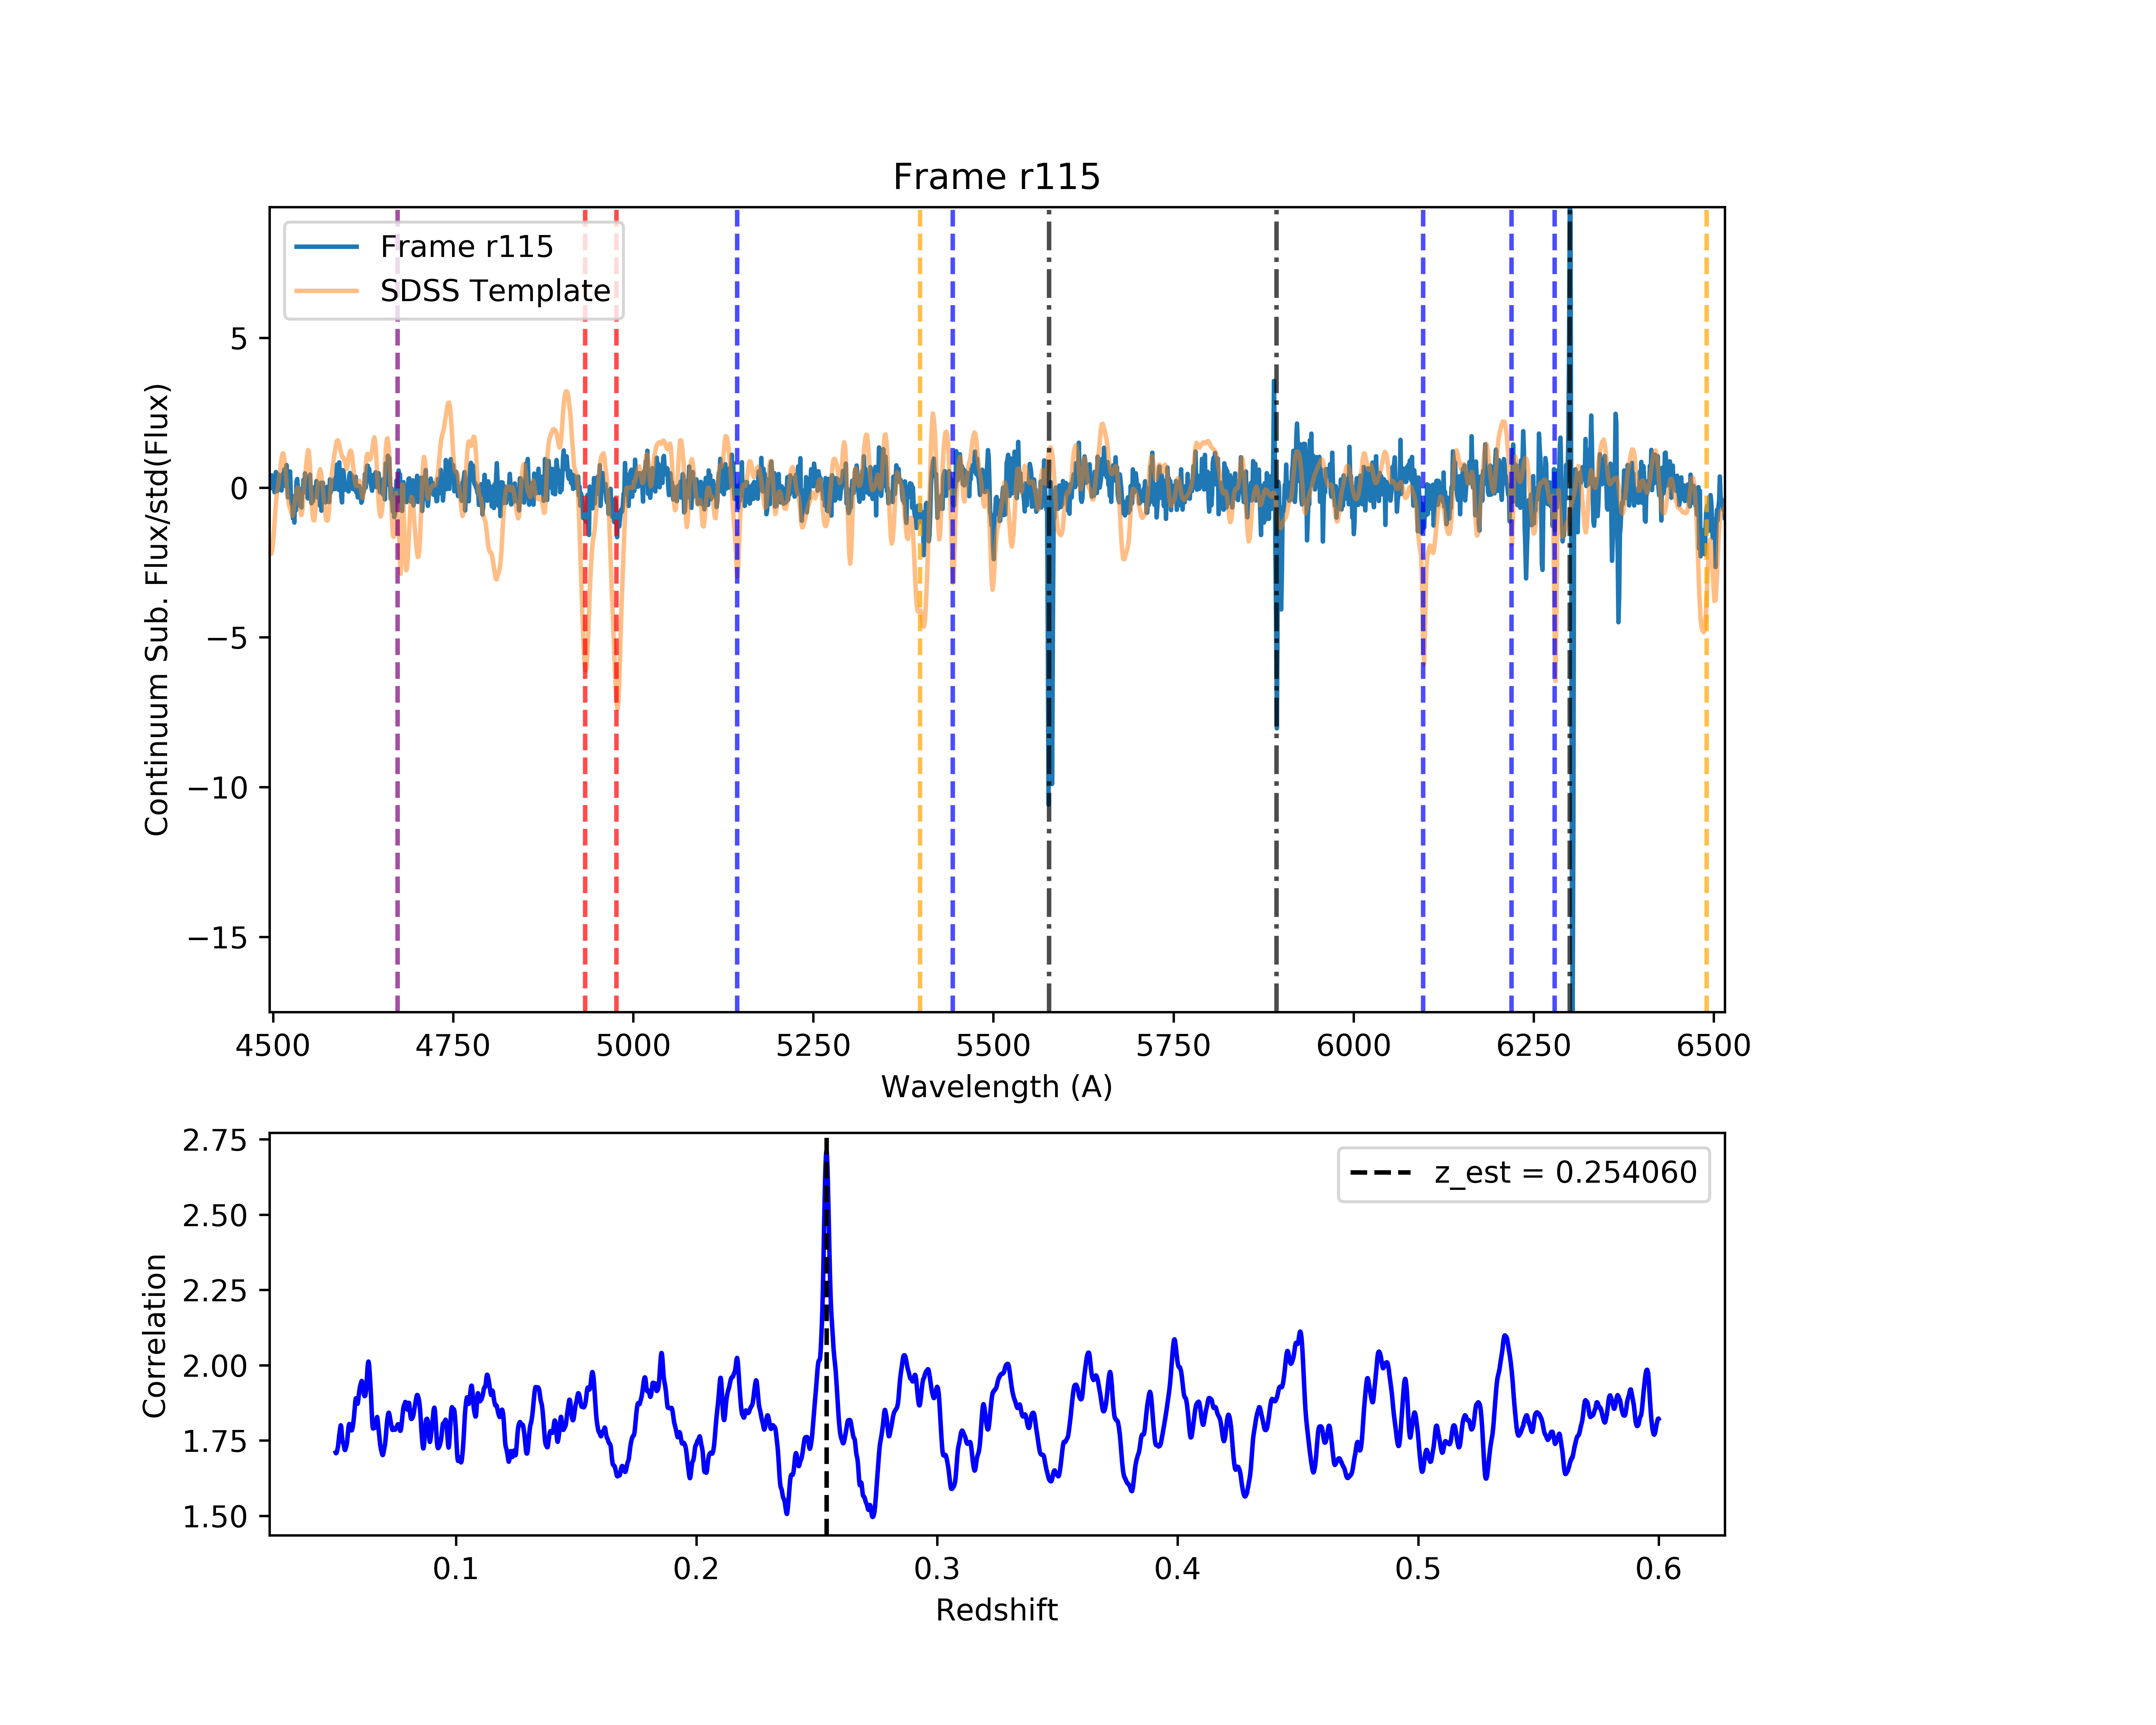 Frame r115
Frame r115
SDSS Template
5
0
−5
−10
−15
Continuum Sub. Flux/std(Flux)
4500 4750 5000 5250 5500 5750 6000 6250 6500
Wavelength (A)
2.75
2.50
2.25
2.00
1.75
1.50
Correlation
z_est = 0.254060
0.1 0.2 0.3 0.4 0.5 0.6
Redshift